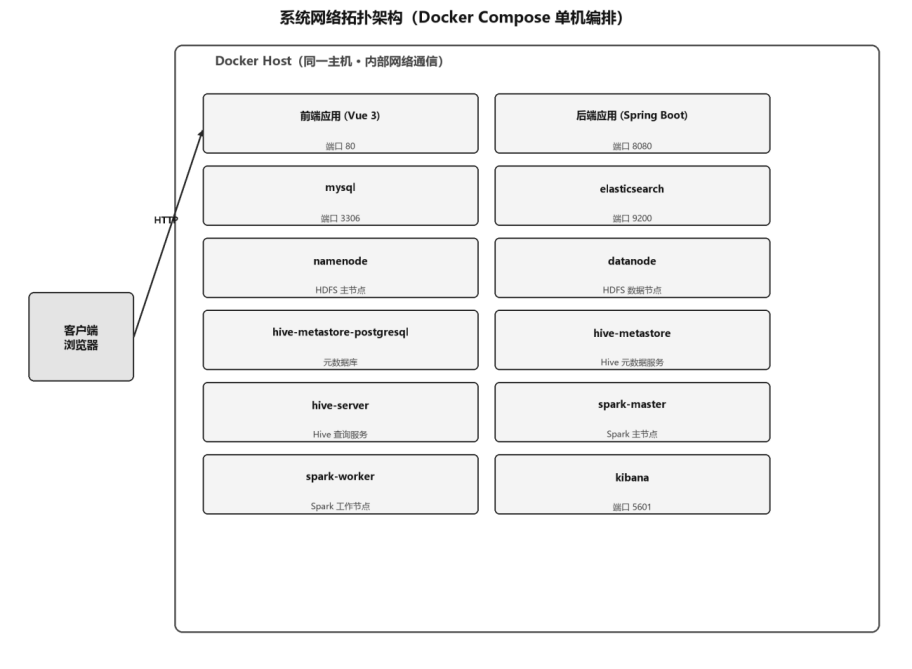 系统网络拓扑架构（Docker Compose 单机编排）
Docker Host（同一主机 · 内部网络通信）
前端应用 (Vue 3)
端口 80
后端应用 (Spring Boot)
端口 8080
mysql
端口 3306
elasticsearch
端口 9200
HTTP
namenode
HDFS 主节点
datanode
HDFS 数据节点
客户端
浏览器
hive-metastore-postgresql
元数据库
hive-metastore
Hive 元数据服务
hive-server
Hive 查询服务
spark-master
Spark 主节点
spark-worker
Spark 工作节点
kibana
端口 5601